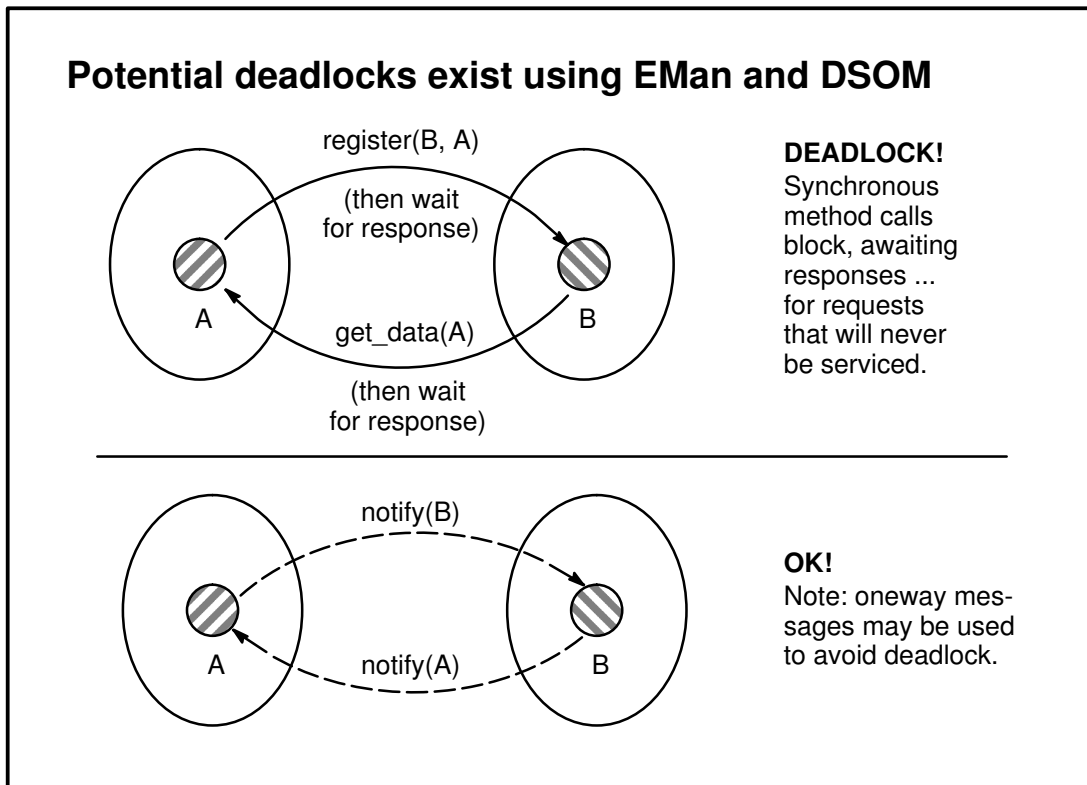 Potential deadlocks exist using EMan and DSOM
register(B, A)
(then wait
for response)
A
B
get_data(A)
(then wait
for response)
DEADLOCK!
Synchronous
method calls
block, awaiting
responses ...
for requests
that will never
be serviced.
notify(B)
A
B
notify(A)
OK!
Note: oneway mes-
sages may be used
to avoid deadlock.